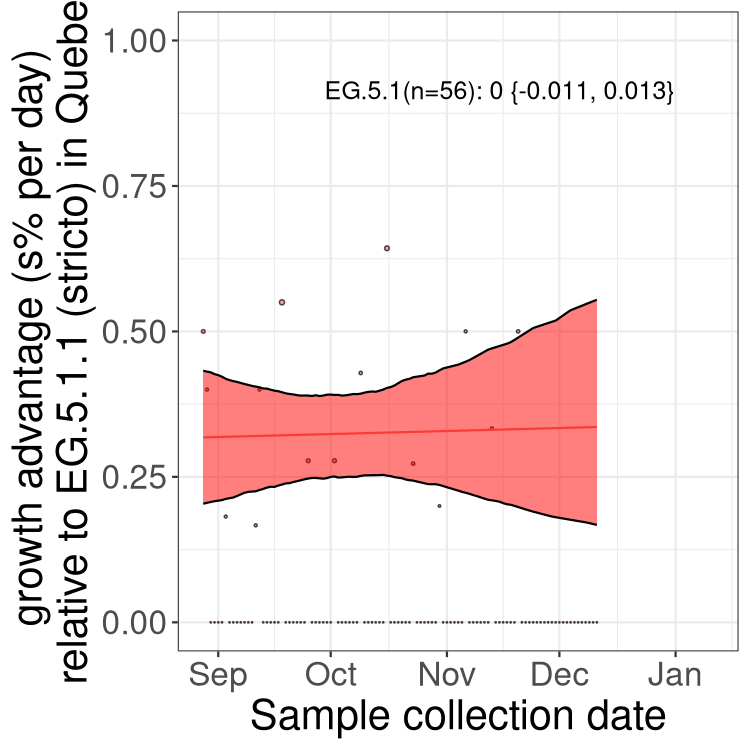 growth advantage (s% per day)
relative to EG.5.1.1 (stricto) in Quebe
1.00
0.75
0.50
0.25
0.00
EG.5.1(n=56): 0 {-0.011, 0.013}
Sep Oct Nov Dec Jan
Sample collection date